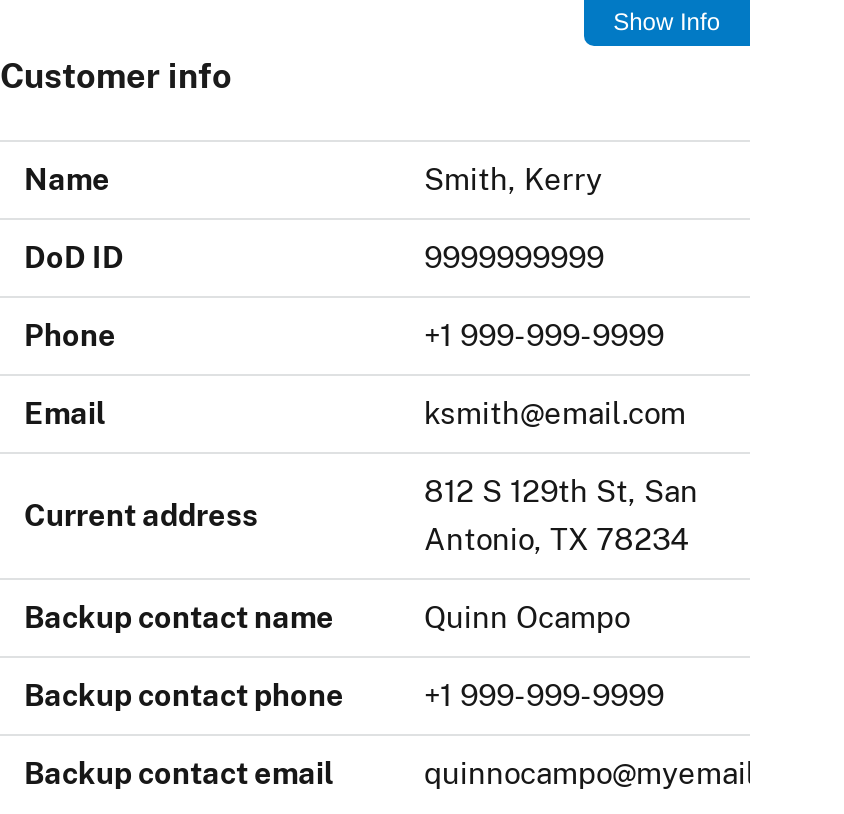 Show Info
Customer info
Name Smith, Kerry
DoD ID 9999999999
Phone +1 999-999-9999
Email ksmith@email.com
Current address 812 S 129th St, San
Antonio, TX 78234
Backup contact name Quinn Ocampo
Backup contact phone +1 999-999-9999
Backup contact email quinnocampo@myemail